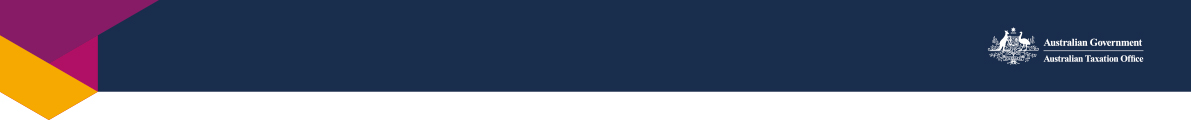 Australian Government
Australian Taxation Office